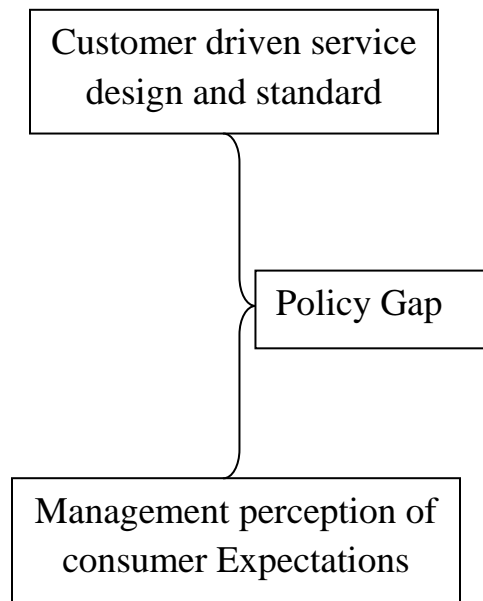 Customer driven service
design and standard
Policy Gap
Management perception of
consumer Expectations